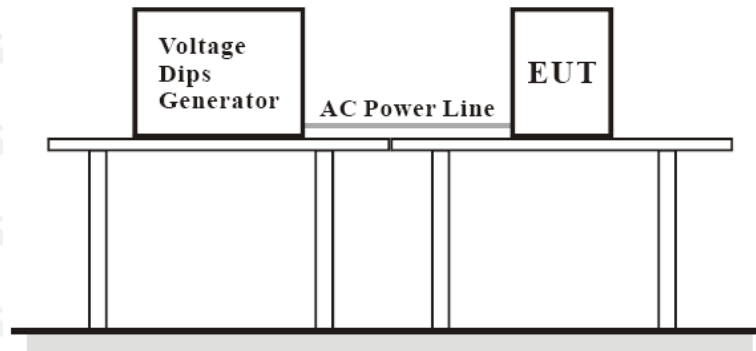 Voltage
Dips
Generator
EUT
AC Power Line